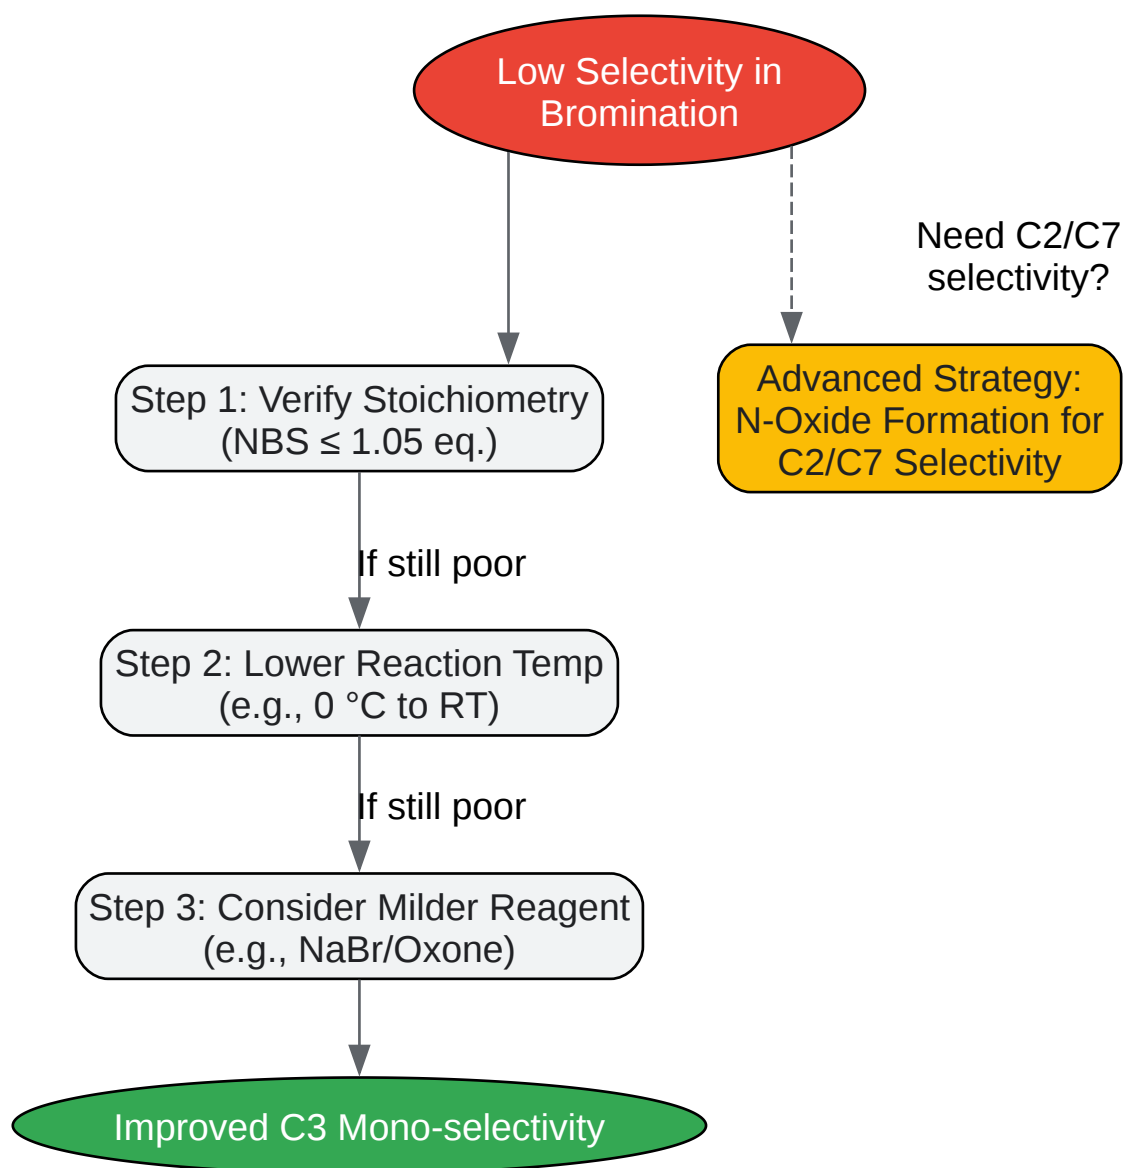 Low Selectivity in
Bromination
Need C2/C7
selectivity?
Step 1: Verify Stoichiometry
(NBS ≤ 1.05 eq.)
Advanced Strategy:
N-Oxide Formation for
C2/C7 Selectivity
If still poor
Step 2: Lower Reaction Temp
(e.g., 0 °C to RT)
If still poor
Step 3: Consider Milder Reagent
(e.g., NaBr/Oxone)
Improved C3 Mono-selectivity